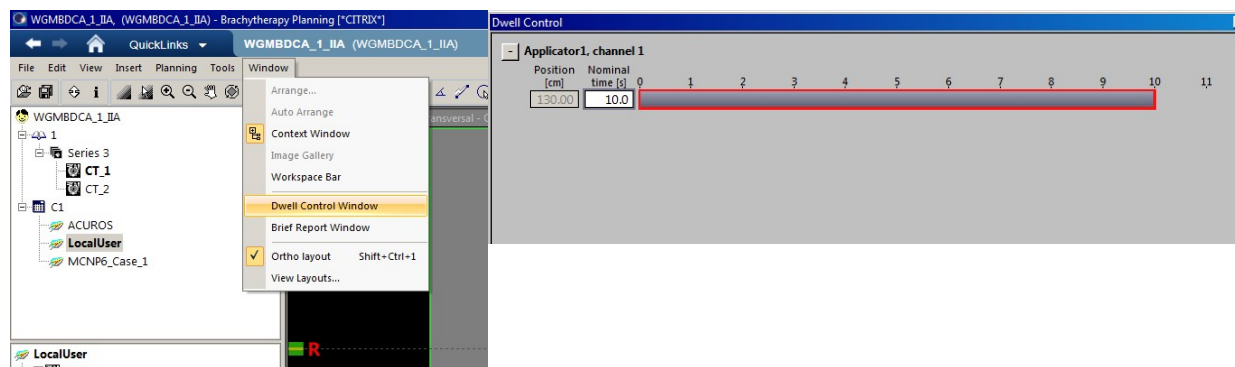 WGMBDCA_1_IIA, (WGMBDCA_1_IIA) - Brachytherapy Planning [*CITRIX*]
QuickLinks WGMBDCA_1_IIA (WGMBDCA_1_IIA)
File Edit View Insert Planning Tools Window
Arrange...
Auto Arrange
Context Window
Image Gallery
Workspace Bar
Dwell Control Window
Brief Report Window
Ortho layout Shift+Ctrl+1
View Layouts...
WGMBDCA_1_IIA
1
Series 3
CT_1
CT_2
C1
ACUROS
LocalUser
MCNP6_Case_1
LocalUser
ansversal - C
R
Dwell Control
Applicator1, channel 1
Position Nominal
[cm] time [s] 0 1 2 3 4 5 6 7 8 9 10 11
130.00 10.0